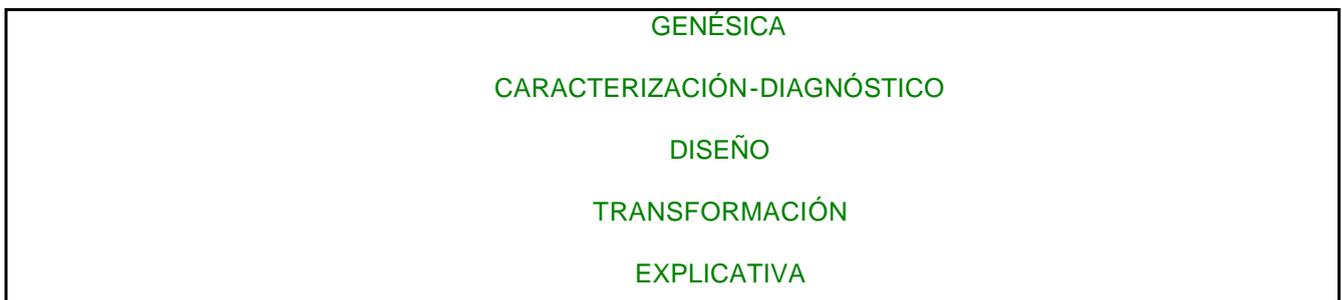 GENÉSICA
CARACTERIZACIÓN-DIAGNÓSTICO
DISEÑO
TRANSFORMACIÓN
EXPLICATIVA